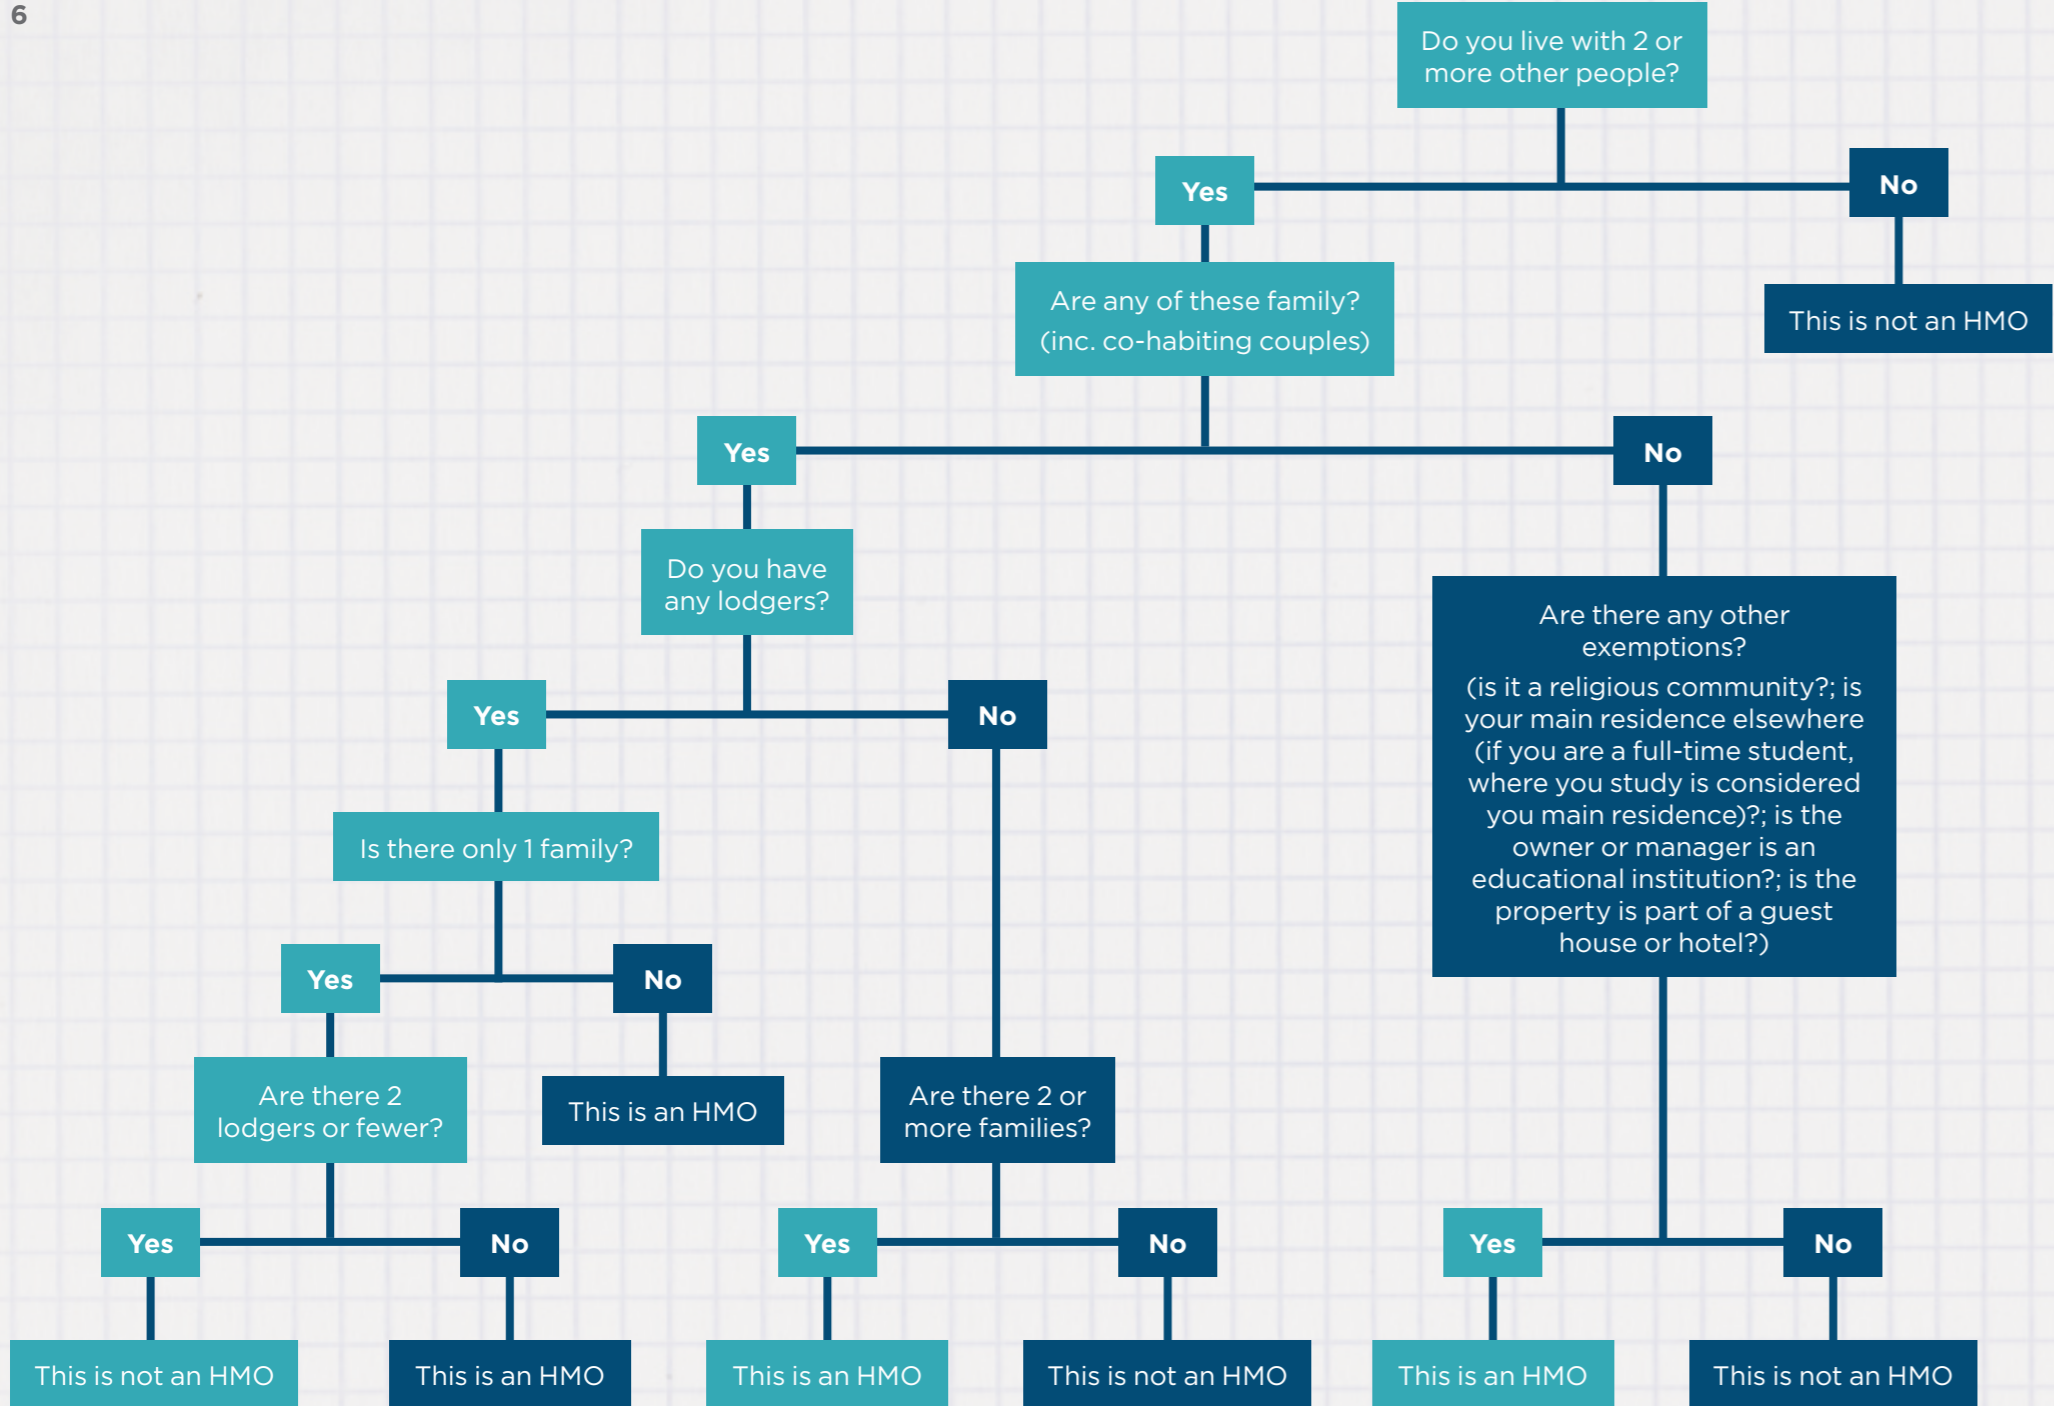 6
Do you live with 2 or
more other people?
Yes
No
Are any of these family?
(inc. co-habiting couples)
This is not an HMO
Yes
No
Do you have
any lodgers?
Are there any other
exemptions?
(is it a religious community?; is
your main residence elsewhere
(if you are a full-time student,
where you study is considered
you main residence)?; is the
owner or manager is an
educational institution?; is the
property is part of a guest
house or hotel?)
Yes
No
Is there only 1 family?
Yes
No
Are there 2
lodgers or fewer?
This is an HMO
Are there 2 or
more families?
Yes
No
Yes
No
Yes
No
This is not an HMO
This is an HMO
This is an HMO
This is not an HMO
This is an HMO
This is not an HMO